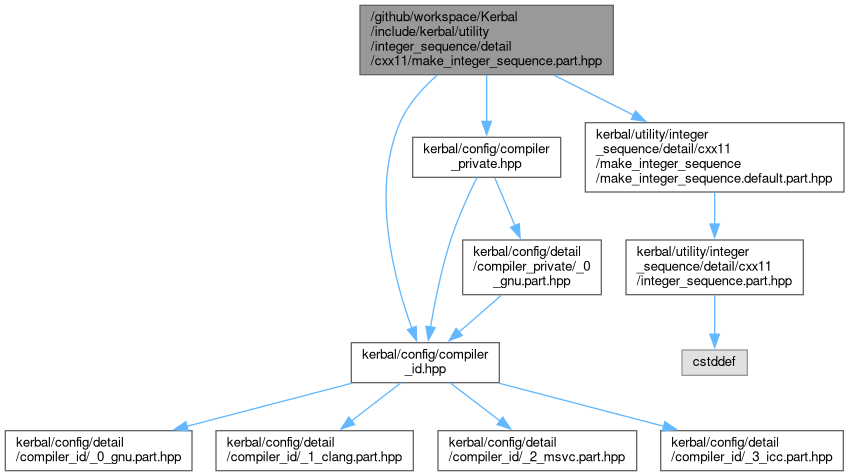 /github/workspace/Kerbal
/include/kerbal/utility
/integer_sequence/detail
/cxx11/make_integer_sequence.part.hpp
kerbal/config/compiler
_private.hpp
kerbal/utility/integer
_sequence/detail/cxx11
/make_integer_sequence
/make_integer_sequence.default.part.hpp
kerbal/config/detail
/compiler_private/_0
_gnu.part.hpp
kerbal/utility/integer
_sequence/detail/cxx11
/integer_sequence.part.hpp
kerbal/config/compiler
_id.hpp
cstddef
kerbal/config/detail
/compiler_id/_0_gnu.part.hpp
kerbal/config/detail
/compiler_id/_1_clang.part.hpp
kerbal/config/detail
/compiler_id/_2_msvc.part.hpp
kerbal/config/detail
/compiler_id/_3_icc.part.hpp